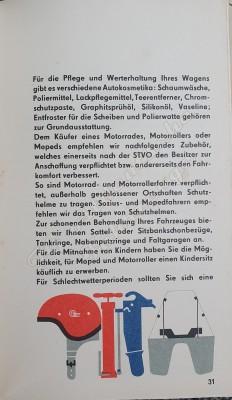 Für die Pflege und Werterhaltung Ihres Wagens
gibt es verschiedene Autokosmetika: Schaumwäsche,
Poliermittel, Lackpflegemittel, Teerentferner, Chrom-
schutzpaste, Graphitsprühöl, Silikonöl, Vaseline;
Entfroster für die Scheiben und Polierwatte gehören
zur Grundausstattung.
Dem Käufer eines Motorrades, Motorrollers oder
Mopeds empfehlen wir nachfolgendes Zubehör,
welches einerseits nach der STVO den Besitzer zur
Anschaffung verpflichtet bzw. andererseits den Fahr-
komfort verbessert.
So sind Motorrad- und Motorrollerfahrer verpflich-
tet, außerhalb geschlossener Ortschaften Schutz-
helme zu tragen. Sozius- und Mopedfahrern emp-
fehlen wir das Tragen von Schutzhelmen.
Zur schonenden Behandlung Ihres Fahrzeuges bie-
ten wir Ihnen Sattel- oder Sitzbankschonbezüge,
Tankringe, Nabenputzringe und Faltgaragen an.
Für die Mitnahme von Kindern haben Sie die Mög-
lichkeit, für Moped und Motorroller einen Kindersitz
käuflich zu erwerben.
Für Schlechtwetterperioden sollten Sie sich eine
31